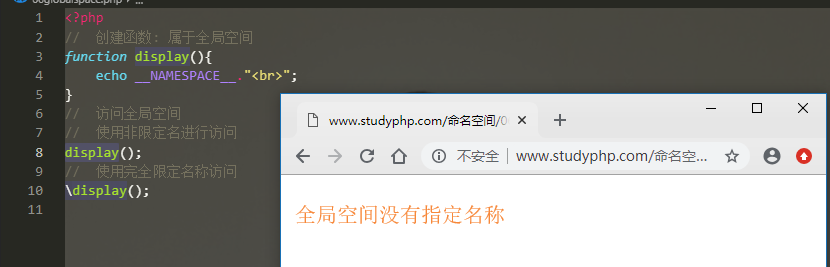 1 <?php
2 // 创建函数: 属于全局空间
3 function display(){
4 echo __NAMESPACE__."<br>";
5 }
6 // 访问全局空间
7 // 使用非限定名进行访问
8 display();
9 // 使用完全限定名称访问
10 \display();
11
www.studyphp.com/命名空间/0
不安全 | www.studyphp.com/命名空...
全局空间没有指定名称